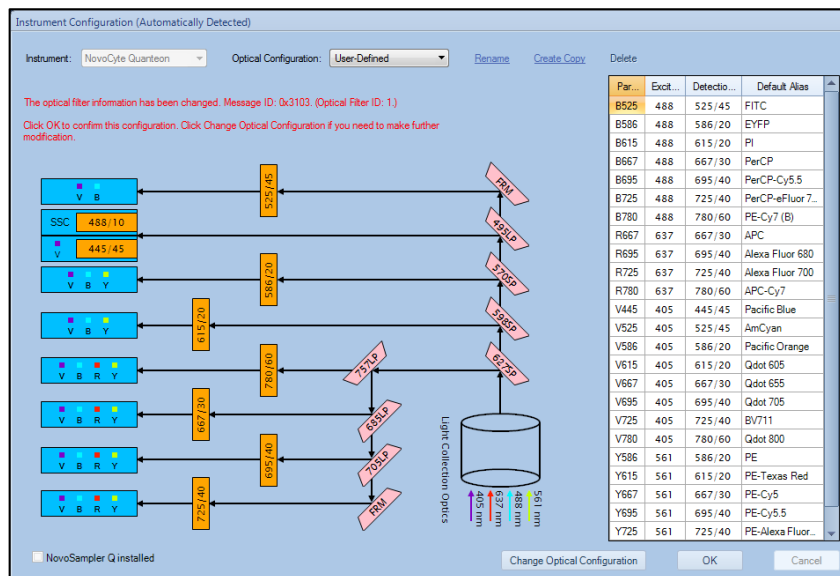 Instrument Configuration (Automatically Detected)
Instrument: NovoCyte Quanteon Optical Configuration: User-Defined Rename Create Copy Delete
The optical filter information has been changed. Message ID: 0x3103. (Optical Filter ID: 1.)
Click OK to confirm this configuration. Click Change Optical Configuration if you need to make further
modification.
V B
525/45
FRM
SSC 488/10
495LP
V 445/45
V B Y
586/20
570SP
V B Y
615/20
598SP
V B R Y
780/60
757LP
627SP
V B R Y
667/30
685LP
V B R Y
695/40
705LP
V B R Y
725/40
FRM
Light Collection Optics
405 nm
637 nm
488 nm
561 nm
Par... Excit... Detectio... Default Alias
B525 488 525/45 FITC
B586 488 586/20 EYFP
B615 488 615/20 PI
B667 488 667/30 PerCP
B695 488 695/40 PerCP-Cy5.5
B725 488 725/40 PerCP-eFluor 7...
B780 488 780/60 PE-Cy7 (B)
R667 637 667/30 APC
R695 637 695/40 Alexa Fluor 680
R725 637 725/40 Alexa Fluor 700
R780 637 780/60 APC-Cy7
V445 405 445/45 Pacific Blue
V525 405 525/45 AmCyan
V586 405 586/20 Pacific Orange
V615 405 615/20 Qdot 605
V667 405 667/30 Qdot 655
V695 405 695/40 Qdot 705
V725 405 725/40 BV711
V780 405 780/60 Qdot 800
Y586 561 586/20 PE
Y615 561 615/20 PE-Texas Red
Y667 561 667/30 PE-Cy5
Y695 561 695/40 PE-Cy5.5
Y725 561 725/40 PE-Alexa Fluor...
NovoSampler Q installed
Change Optical Configuration OK Cancel